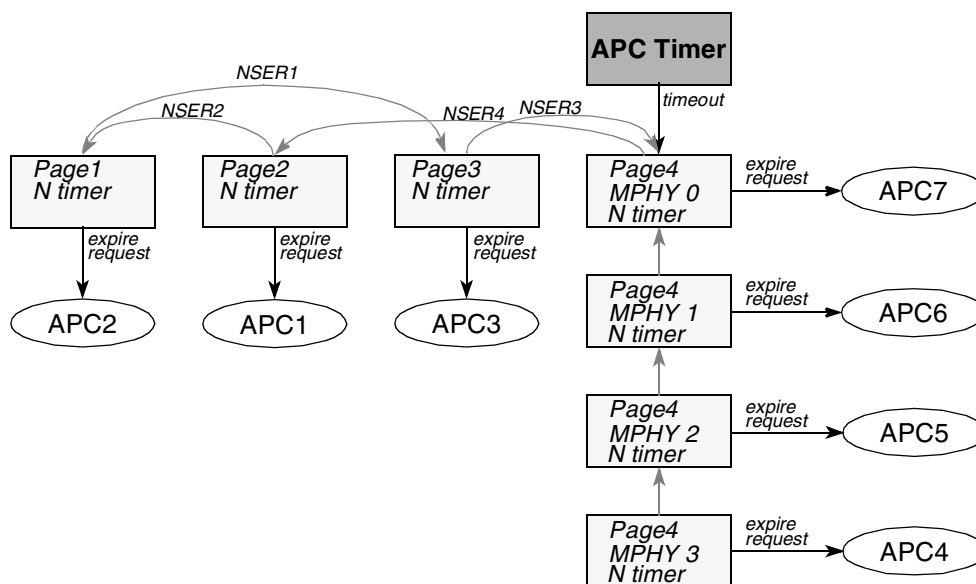 APC Timer
timeout
NSER1
NSER2
NSER4
NSER3
Page1
N timer
Page2
N timer
Page3
N timer
Page4
MPHY 0
N timer
expire
request
APC7
expire
request
expire
request
expire
request
APC2
APC1
APC3
Page4
MPHY 1
N timer
expire
request
APC6
Page4
MPHY 2
N timer
expire
request
APC5
Page4
MPHY 3
N timer
expire
request
APC4